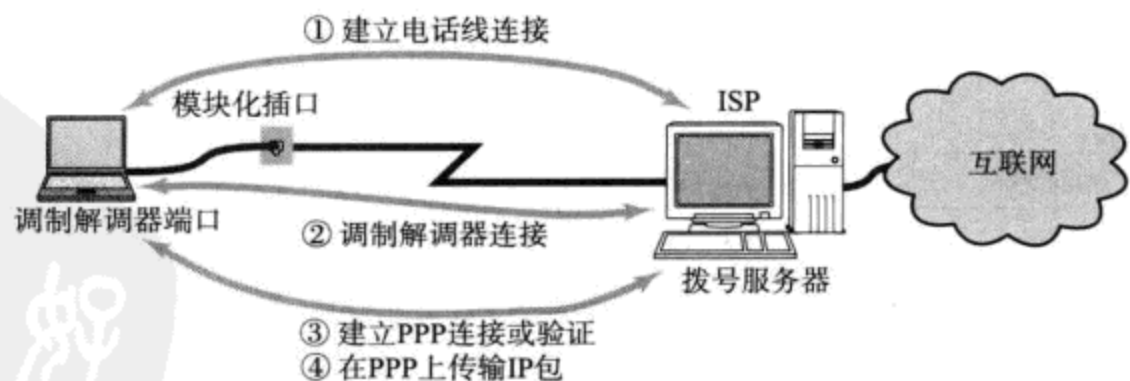 ① 建立电话线连接
模块化插口
ISP
互联网
调制解调器端口
② 调制解调器连接
拨号服务器
③ 建立PPP连接或验证
④ 在PPP上传输IP包